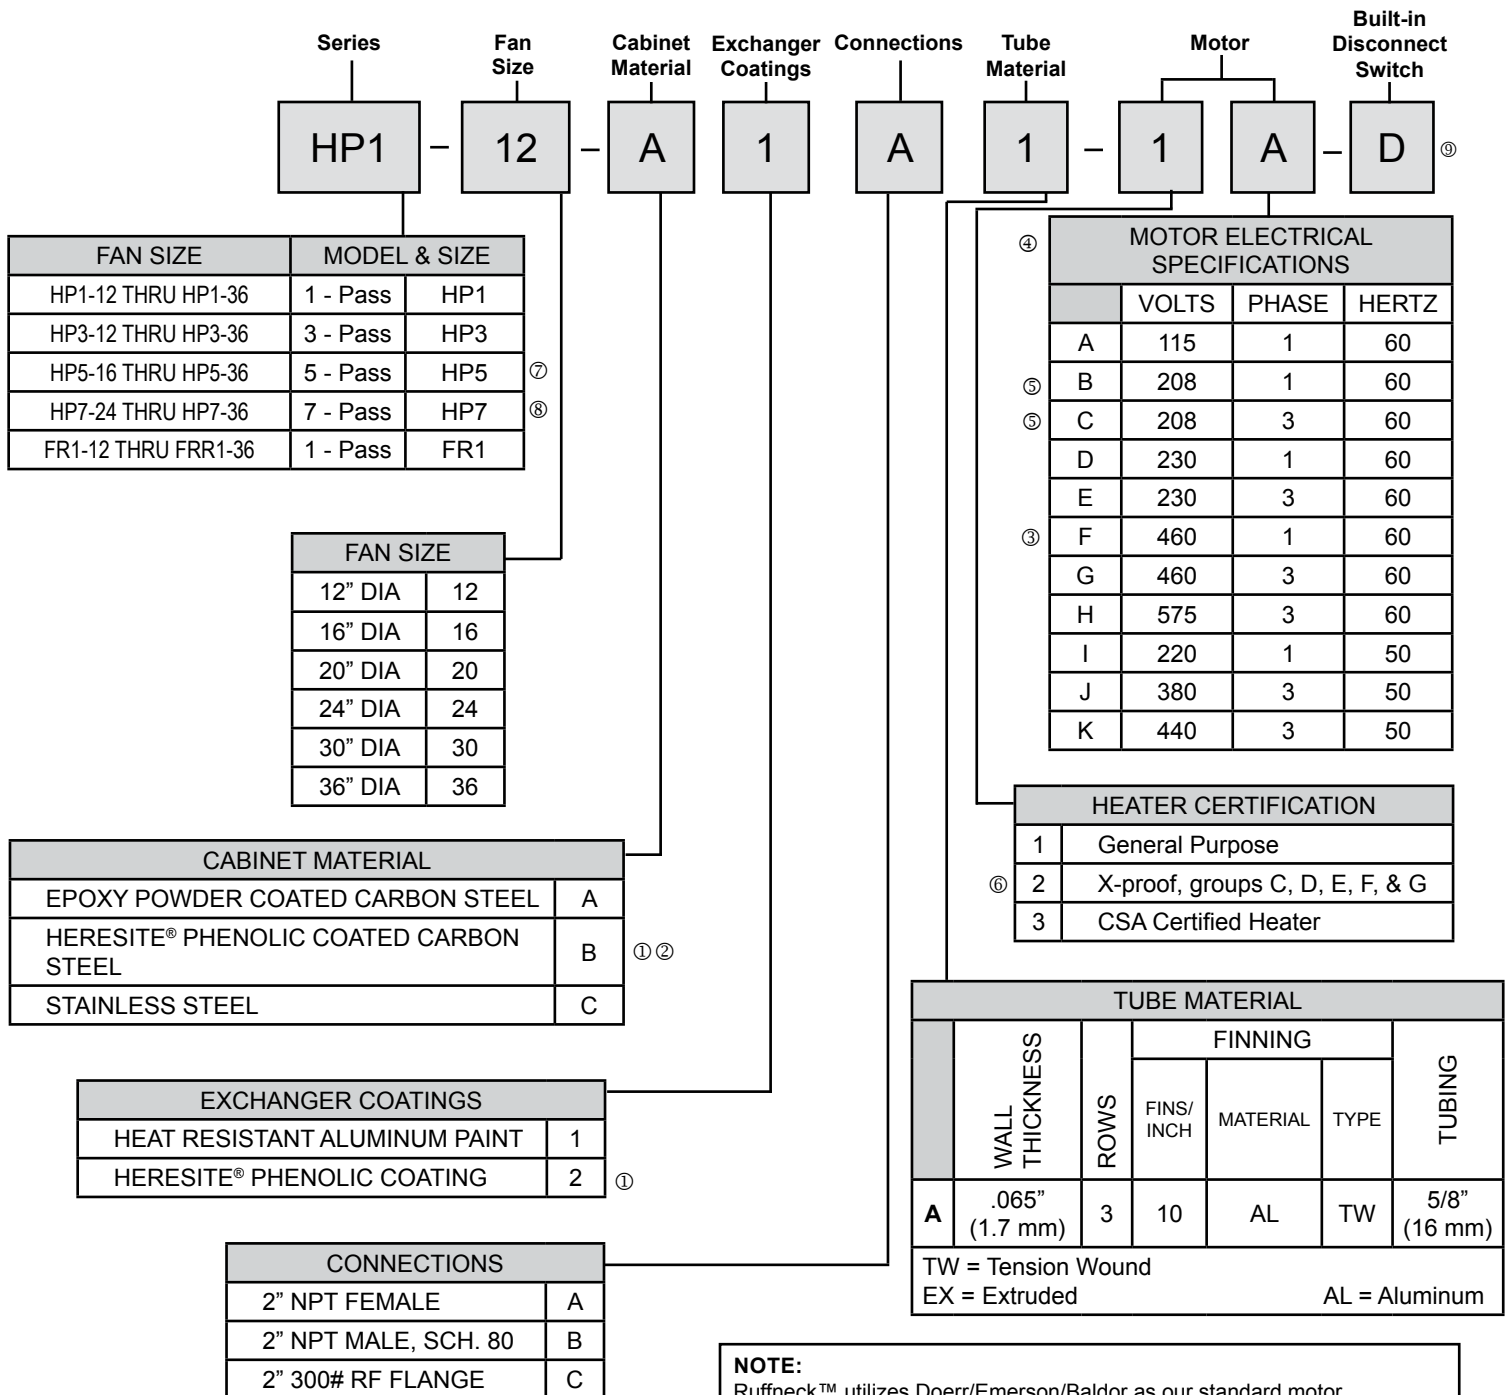 Series
Fan Size
Cabinet Material
Exchanger Coatings
Connections
Tube Material
Motor
Built-in Disconnect Switch
HP1 – 12 – A 1 A 1 – 1 A – D ⑨
FAN SIZE MODEL & SIZE
HP1-12 THRU HP1-36 1 - Pass HP1
HP3-12 THRU HP3-36 3 - Pass HP3
HP5-16 THRU HP5-36 5 - Pass HP5 ⑦
HP7-24 THRU HP7-36 7 - Pass HP7 ⑧
FR1-12 THRU FRR1-36 1 - Pass FR1
④ MOTOR ELECTRICAL
SPECIFICATIONS
VOLTS PHASE HERTZ
A 115 1 60
⑤ B 208 1 60
⑤ C 208 3 60
D 230 1 60
E 230 3 60
③ F 460 1 60
G 460 3 60
H 575 3 60
I 220 1 50
J 380 3 50
K 440 3 50
FAN SIZE
12” DIA 12
16” DIA 16
20” DIA 20
24” DIA 24
30” DIA 30
36” DIA 36
HEATER CERTIFICATION
1 General Purpose
⑥ 2 X-proof, groups C, D, E, F, & G
3 CSA Certified Heater
CABINET MATERIAL
EPOXY POWDER COATED CARBON STEEL A
HERESITE® PHENOLIC COATED CARBON
STEEL B ①②
STAINLESS STEEL C
TUBE MATERIAL
WALL THICKNESS
ROWS
FINNING
FINS/ INCH
MATERIAL
TYPE
TUBING
A .065” (1.7 mm) 3 10 AL TW 5/8” (16 mm)
TW = Tension Wound
EX = Extruded AL = Aluminum
EXCHANGER COATINGS
HEAT RESISTANT ALUMINUM PAINT 1
HERESITE® PHENOLIC COATING 2 ①
CONNECTIONS
2” NPT FEMALE A
2” NPT MALE, SCH. 80 B
2” 300# RF FLANGE C
NOTE:
Ruffneck™ utilizes Doerr/Emerson/Baldor as our standard motor